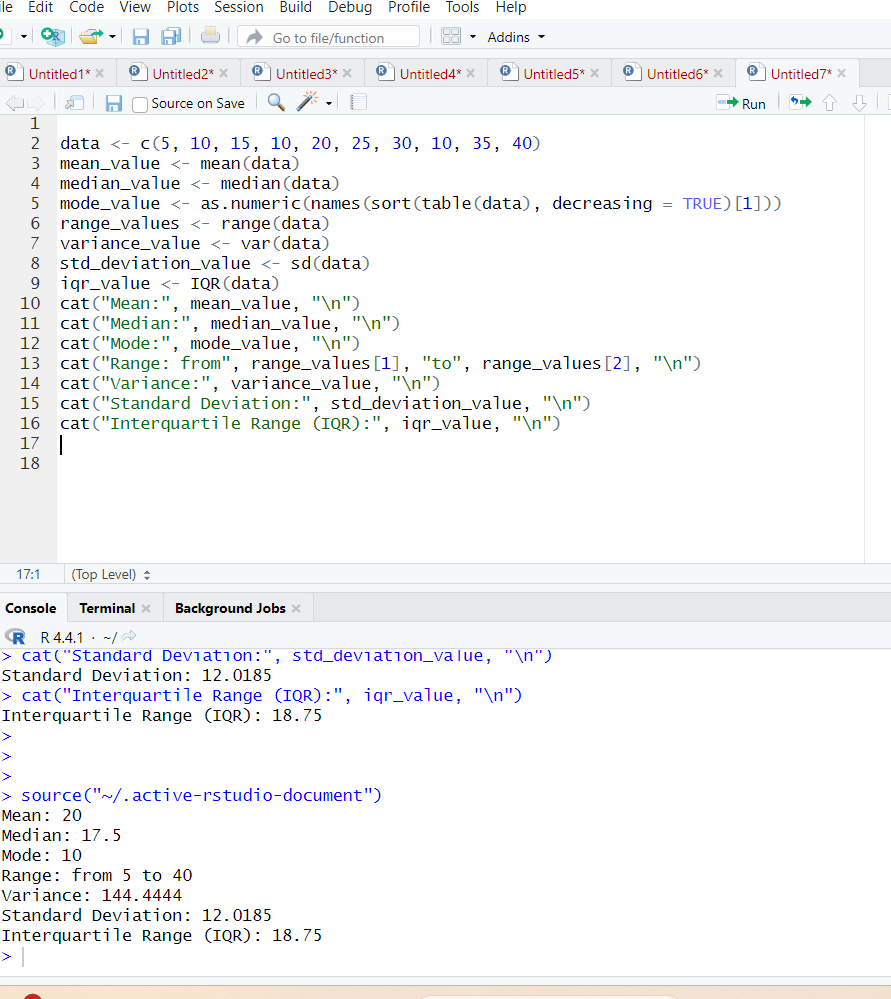 ile Edit Code View Plots Session Build Debug Profile Tools Help
Go to file/function Addins
Untitled1* Untitled2* Untitled3* Untitled4* Untitled5* Untitled6* Untitled7*
Source on Save Run
1
2 data <- c(5, 10, 15, 10, 20, 25, 30, 10, 35, 40)
3 mean_value <- mean(data)
4 median_value <- median(data)
5 mode_value <- as.numeric(names(sort(table(data), decreasing = TRUE)[1]))
6 range_values <- range(data)
7 variance_value <- var(data)
8 std_deviation_value <- sd(data)
9 iqr_value <- IQR(data)
10 cat("Mean:", mean_value, "\n")
11 cat("Median:", median_value, "\n")
12 cat("Mode:", mode_value, "\n")
13 cat("Range: from", range_values[1], "to", range_values[2], "\n")
14 cat("Variance:", variance_value, "\n")
15 cat("Standard Deviation:", std_deviation_value, "\n")
16 cat("Interquartile Range (IQR):", iqr_value, "\n")
17
18
17:1 (Top Level)
Console Terminal Background Jobs
R R 4.4.1 · ~/
> cat("Standard Deviation:", std_deviation_value, "\n")
Standard Deviation: 12.0185
> cat("Interquartile Range (IQR):", iqr_value, "\n")
Interquartile Range (IQR): 18.75
>
>
>
> source("~/.active-rstudio-document")
Mean: 20
Median: 17.5
Mode: 10
Range: from 5 to 40
Variance: 144.4444
Standard Deviation: 12.0185
Interquartile Range (IQR): 18.75
>